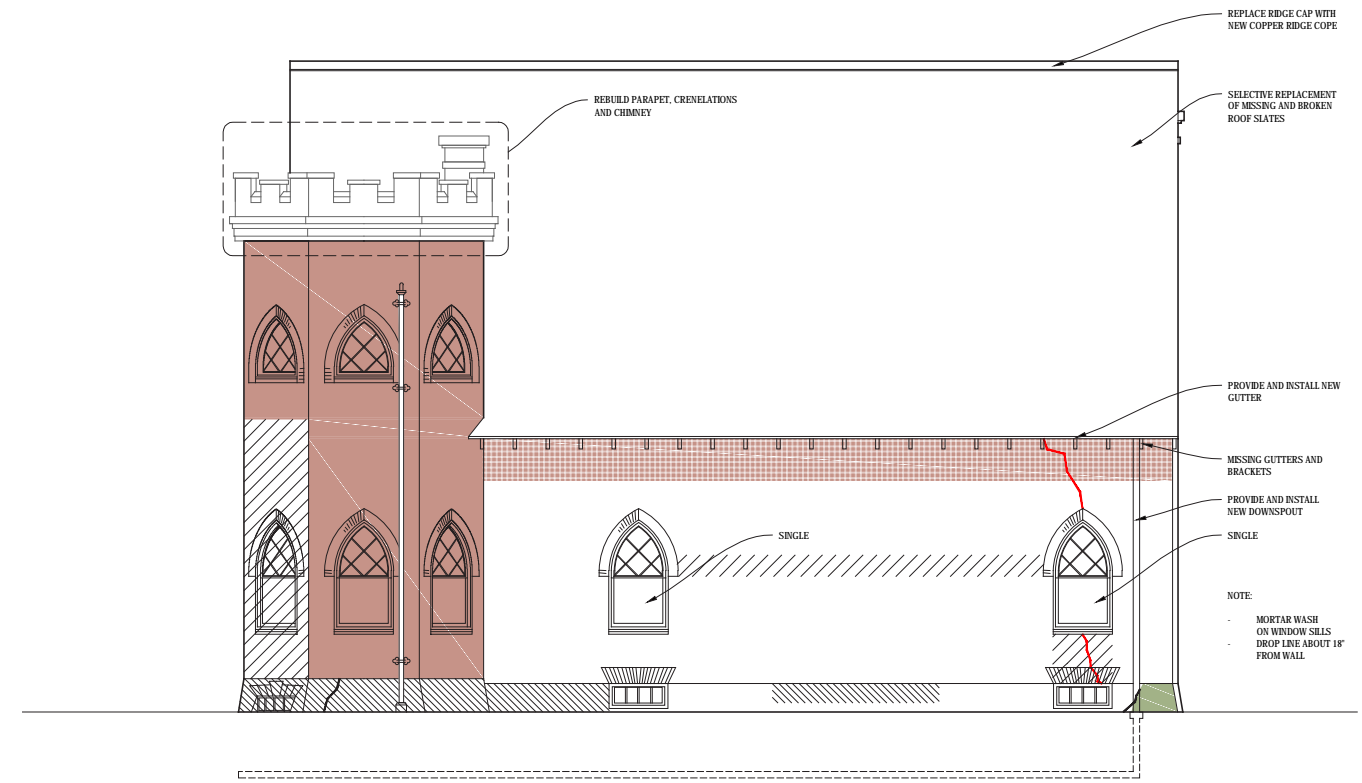 REPLACE RIDGE CAP WITH
NEW COPPER RIDGE COPE
REBUILD PARAPET, CRENELATIONS
AND CHIMNEY
SELECTIVE REPLACEMENT
OF MISSING AND BROKEN
ROOF SLATES
PROVIDE AND INSTALL NEW
GUTTER
MISSING GUTTERS AND
BRACKETS
PROVIDE AND INSTALL
NEW DOWNSPOUT
SINGLE
SINGLE
NOTE:
- MORTAR WASH
ON WINDOW SILLS
- DROP LINE ABOUT 18"
FROM WALL